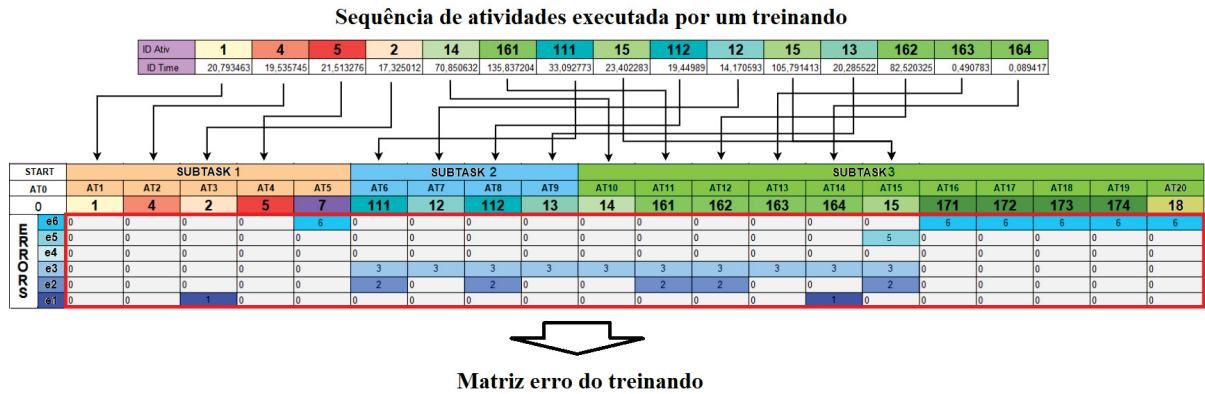 Sequência de atividades executada por um treinando
ID Ativ 1 4 5 2 14 161 111 15 112 12 15 13 162 163 164
ID Time 20,793463 19,535745 21,513276 17,325012 70,850632 135,837204 33,092773 23,402283 19,44989 14,170593 105,791413 20,285522 82,520325 0,490783 0,089417
START SUBTASK 1 SUBTASK 2 SUBTASK3
AT0 AT1 AT2 AT3 AT4 AT5 AT6 AT7 AT8 AT9 AT10 AT11 AT12 AT13 AT14 AT15 AT16 AT17 AT18 AT19 AT20
0 1 4 2 5 7 111 12 112 13 14 161 162 163 164 15 171 172 173 174 18
ERRORS
e6 0 0 0 0 6 0 0 0 0 0 0 0 0 0 0 6 6 6 6 6
e5 0 0 0 0 0 0 0 0 0 0 0 0 0 0 5 0 0 0 0 0
e4 0 0 0 0 0 0 0 0 0 0 0 0 0 0 0 0 0 0 0 0
e3 0 0 0 0 0 3 3 3 3 3 3 3 3 3 3 0 0 0 0 0
e2 0 0 0 0 0 2 0 2 0 0 2 2 0 0 2 0 0 0 0 0
e1 0 0 1 0 0 0 0 0 0 0 0 0 0 1 0 0 0 0 0 0
Matriz erro do treinando